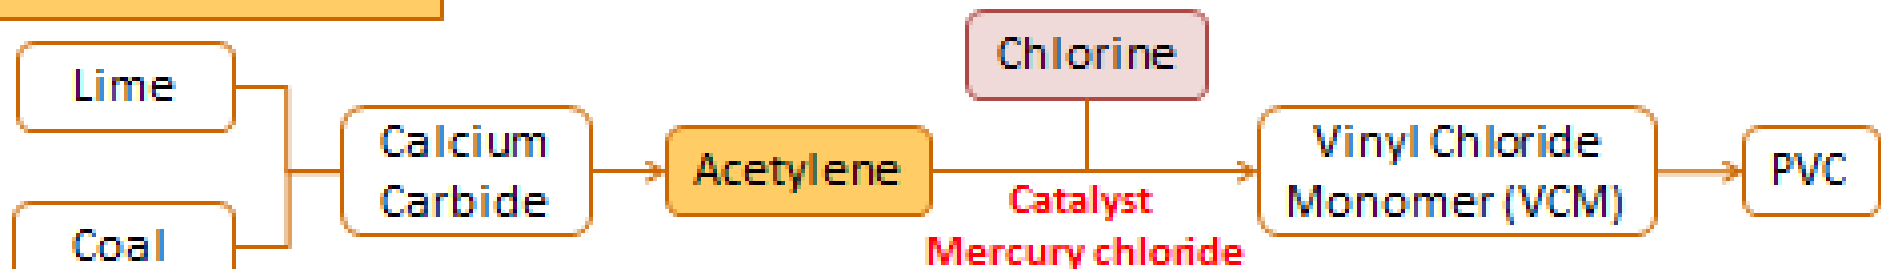 Chlorine
Lime
Calcium
Carbide
Acetylene
Vinyl Chloride
Monomer (VCM)
PVC
Catalyst
Mercury chloride
Coal